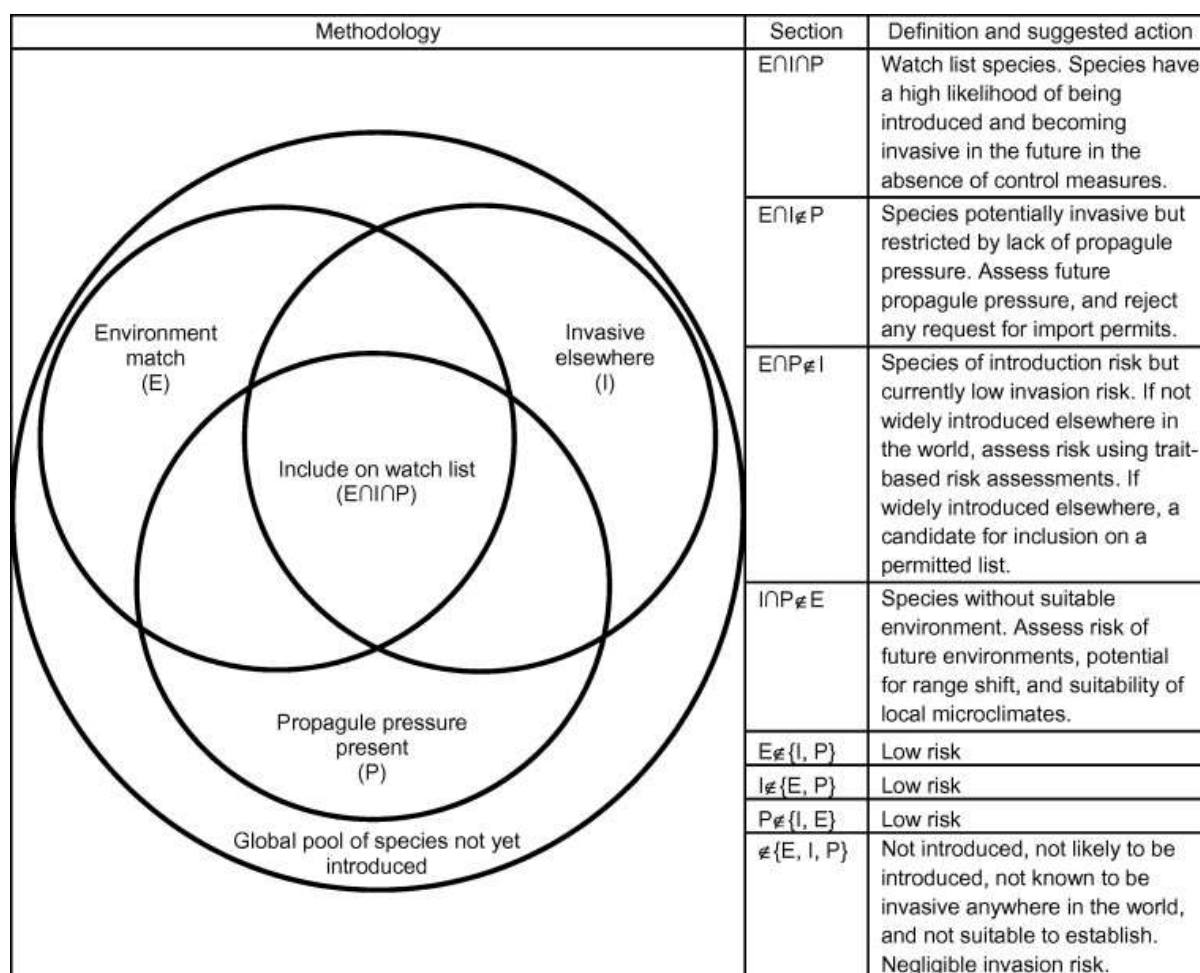 Methodology
Section
Definition and suggested action
Environment
match
(E)
Invasive
elsewhere
(I)
Include on watch list
(E∩I∩P)
Propagule pressure
present
(P)
Global pool of species not yet
introduced
E∩I∩P
Watch list species. Species have
a high likelihood of being
introduced and becoming
invasive in the future in the
absence of control measures.
E∩I∉P
Species potentially invasive but
restricted by lack of propagule
pressure. Assess future
propagule pressure, and reject
any request for import permits.
E∩P∉I
Species of introduction risk but
currently low invasion risk. If not
widely introduced elsewhere in
the world, assess risk using trait-
based risk assessments. If
widely introduced elsewhere, a
candidate for inclusion on a
permitted list.
I∩P∉E
Species without suitable
environment. Assess risk of
future environments, potential
for range shift, and suitability of
local microclimates.
E∉{I, P}
Low risk
I∉{E, P}
Low risk
P∉{I, E}
Low risk
∉{E, I, P}
Not introduced, not likely to be
introduced, not known to be
invasive anywhere in the world,
and not suitable to establish.
Negligible invasion risk.